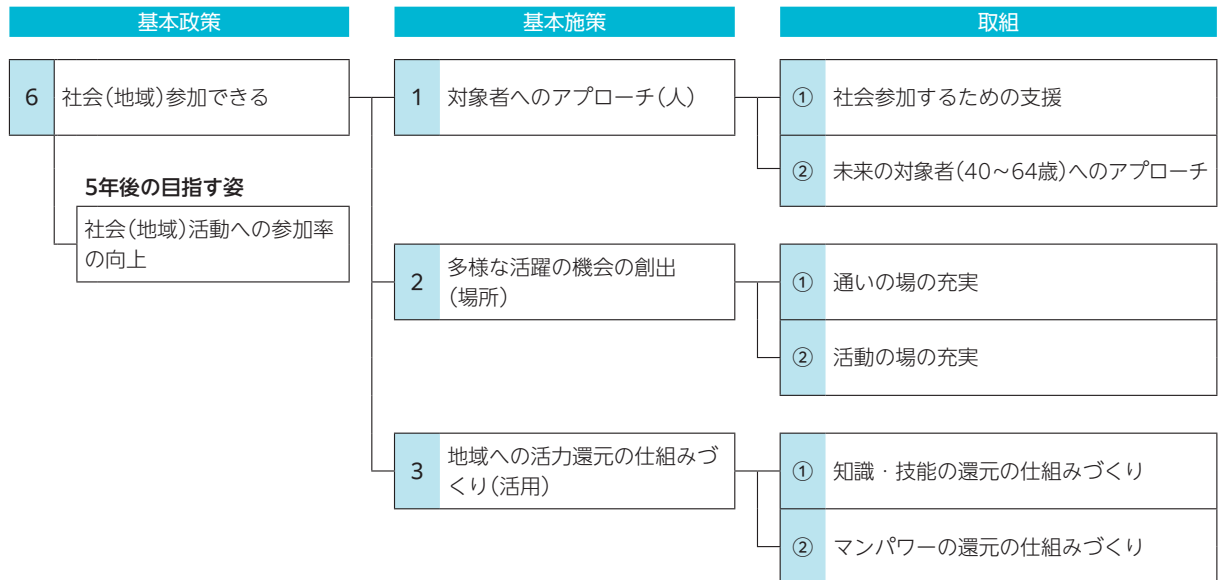 基本政策
基本施策
取組
6 社会(地域)参加できる
5年後の目指す姿
社会(地域)活動への参加率
の向上
1 対象者へのアプローチ(人)
① 社会参加するための支援
② 未来の対象者(40～64歳)へのアプローチ
2 多様な活躍の機会の創出
(場所)
① 通いの場の充実
② 活動の場の充実
3 地域への活力還元の仕組みづ
くり(活用)
① 知識・技能の還元の仕組みづくり
② マンパワーの還元の仕組みづくり